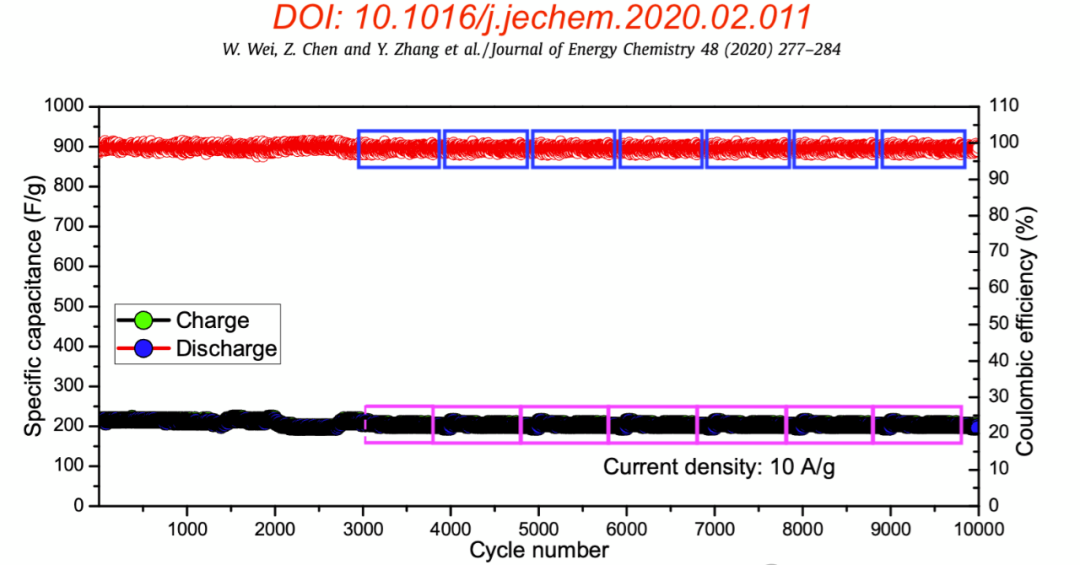 DOI: 10.1016/j.jechem.2020.02.011
W. Wei, Z. Chen and Y. Zhang et al./Journal of Energy Chemistry 48 (2020) 277–284
1000
900
800
700
600
500
400
300
200
100
0
Specific capacitance (F/g)
110
100
90
80
70
60
50
40
30
20
10
0
Coulombic efficiency (%)
Charge
Discharge
Current density: 10 A/g
1000 2000 3000 4000 5000 6000 7000 8000 9000 10000
Cycle number